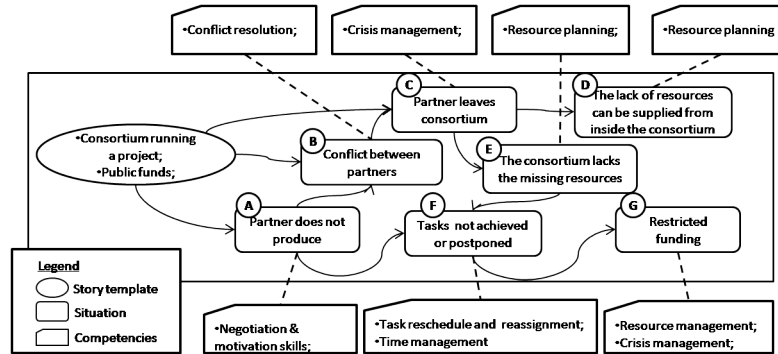 •Conflict resolution;
•Crisis management;
•Resource planning;
•Resource planning
C
Partner leaves
consortium
D
The lack of resources
can be supplied from
inside the consortium
•Consortium running
a project;
•Public funds;
B
Conflict between
partners
E
The consortium lacks
the missing resources
A
Partner does not
produce
F
Tasks not achieved
or postponed
G
Restricted
funding
Legend
Story template
Situation
Competencies
•Negotiation &
motivation skills;
•Task reschedule and reassignment;
•Time management
•Resource management;
•Crisis management;